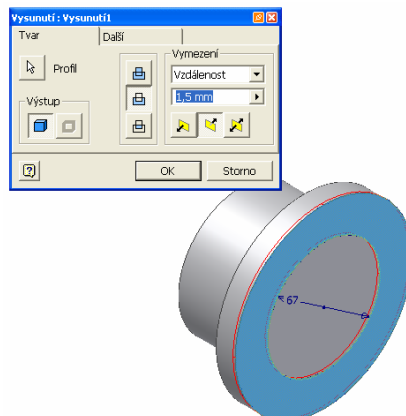 Vysunutí : Vysunutí1
Tvar
Další
Profil
Výstup
Vymezení
Vzdálenost
1,5 mm
OK
Storno
67